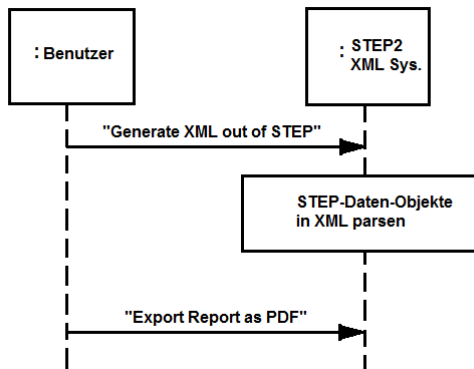 : Benutzer
: STEP2
XML Sys.
"Generate XML out of STEP"
STEP-Daten-Objekte
in XML parsen
"Export Report as PDF"